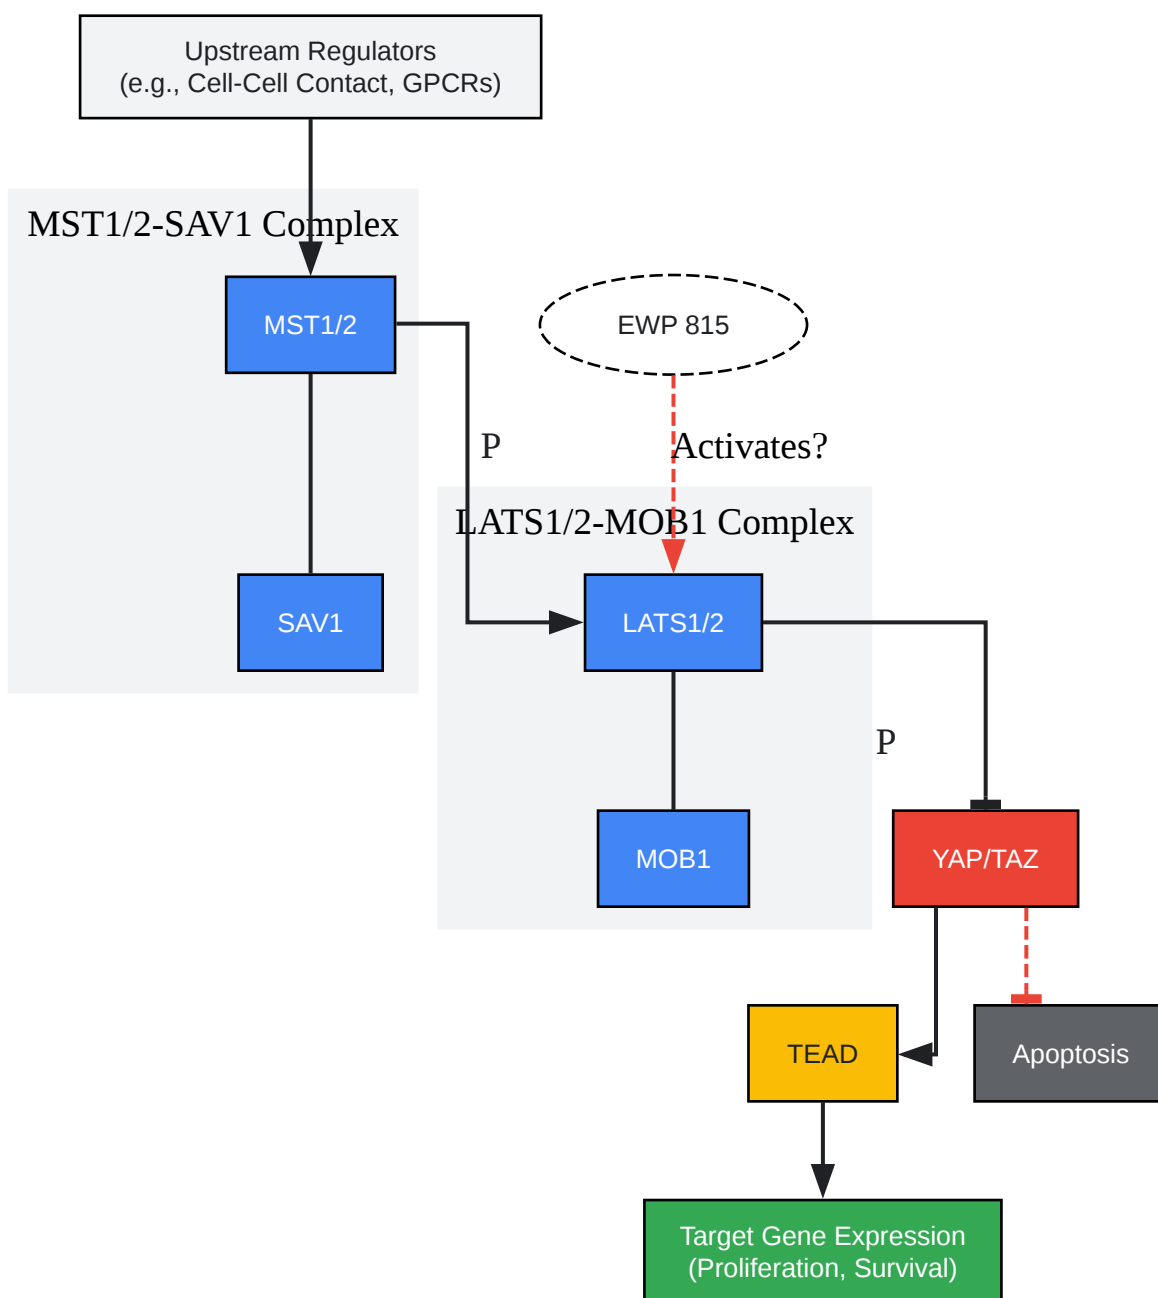 Upstream Regulators
(e.g., Cell-Cell Contact, GPCRs)
MST1/2-SAV1 Complex
MST1/2
EWP 815
P
Activates?
LATS1/2-MOB1 Complex
SAV1
LATS1/2
P
MOB1
YAP/TAZ
TEAD
Apoptosis
Target Gene Expression
(Proliferation, Survival)